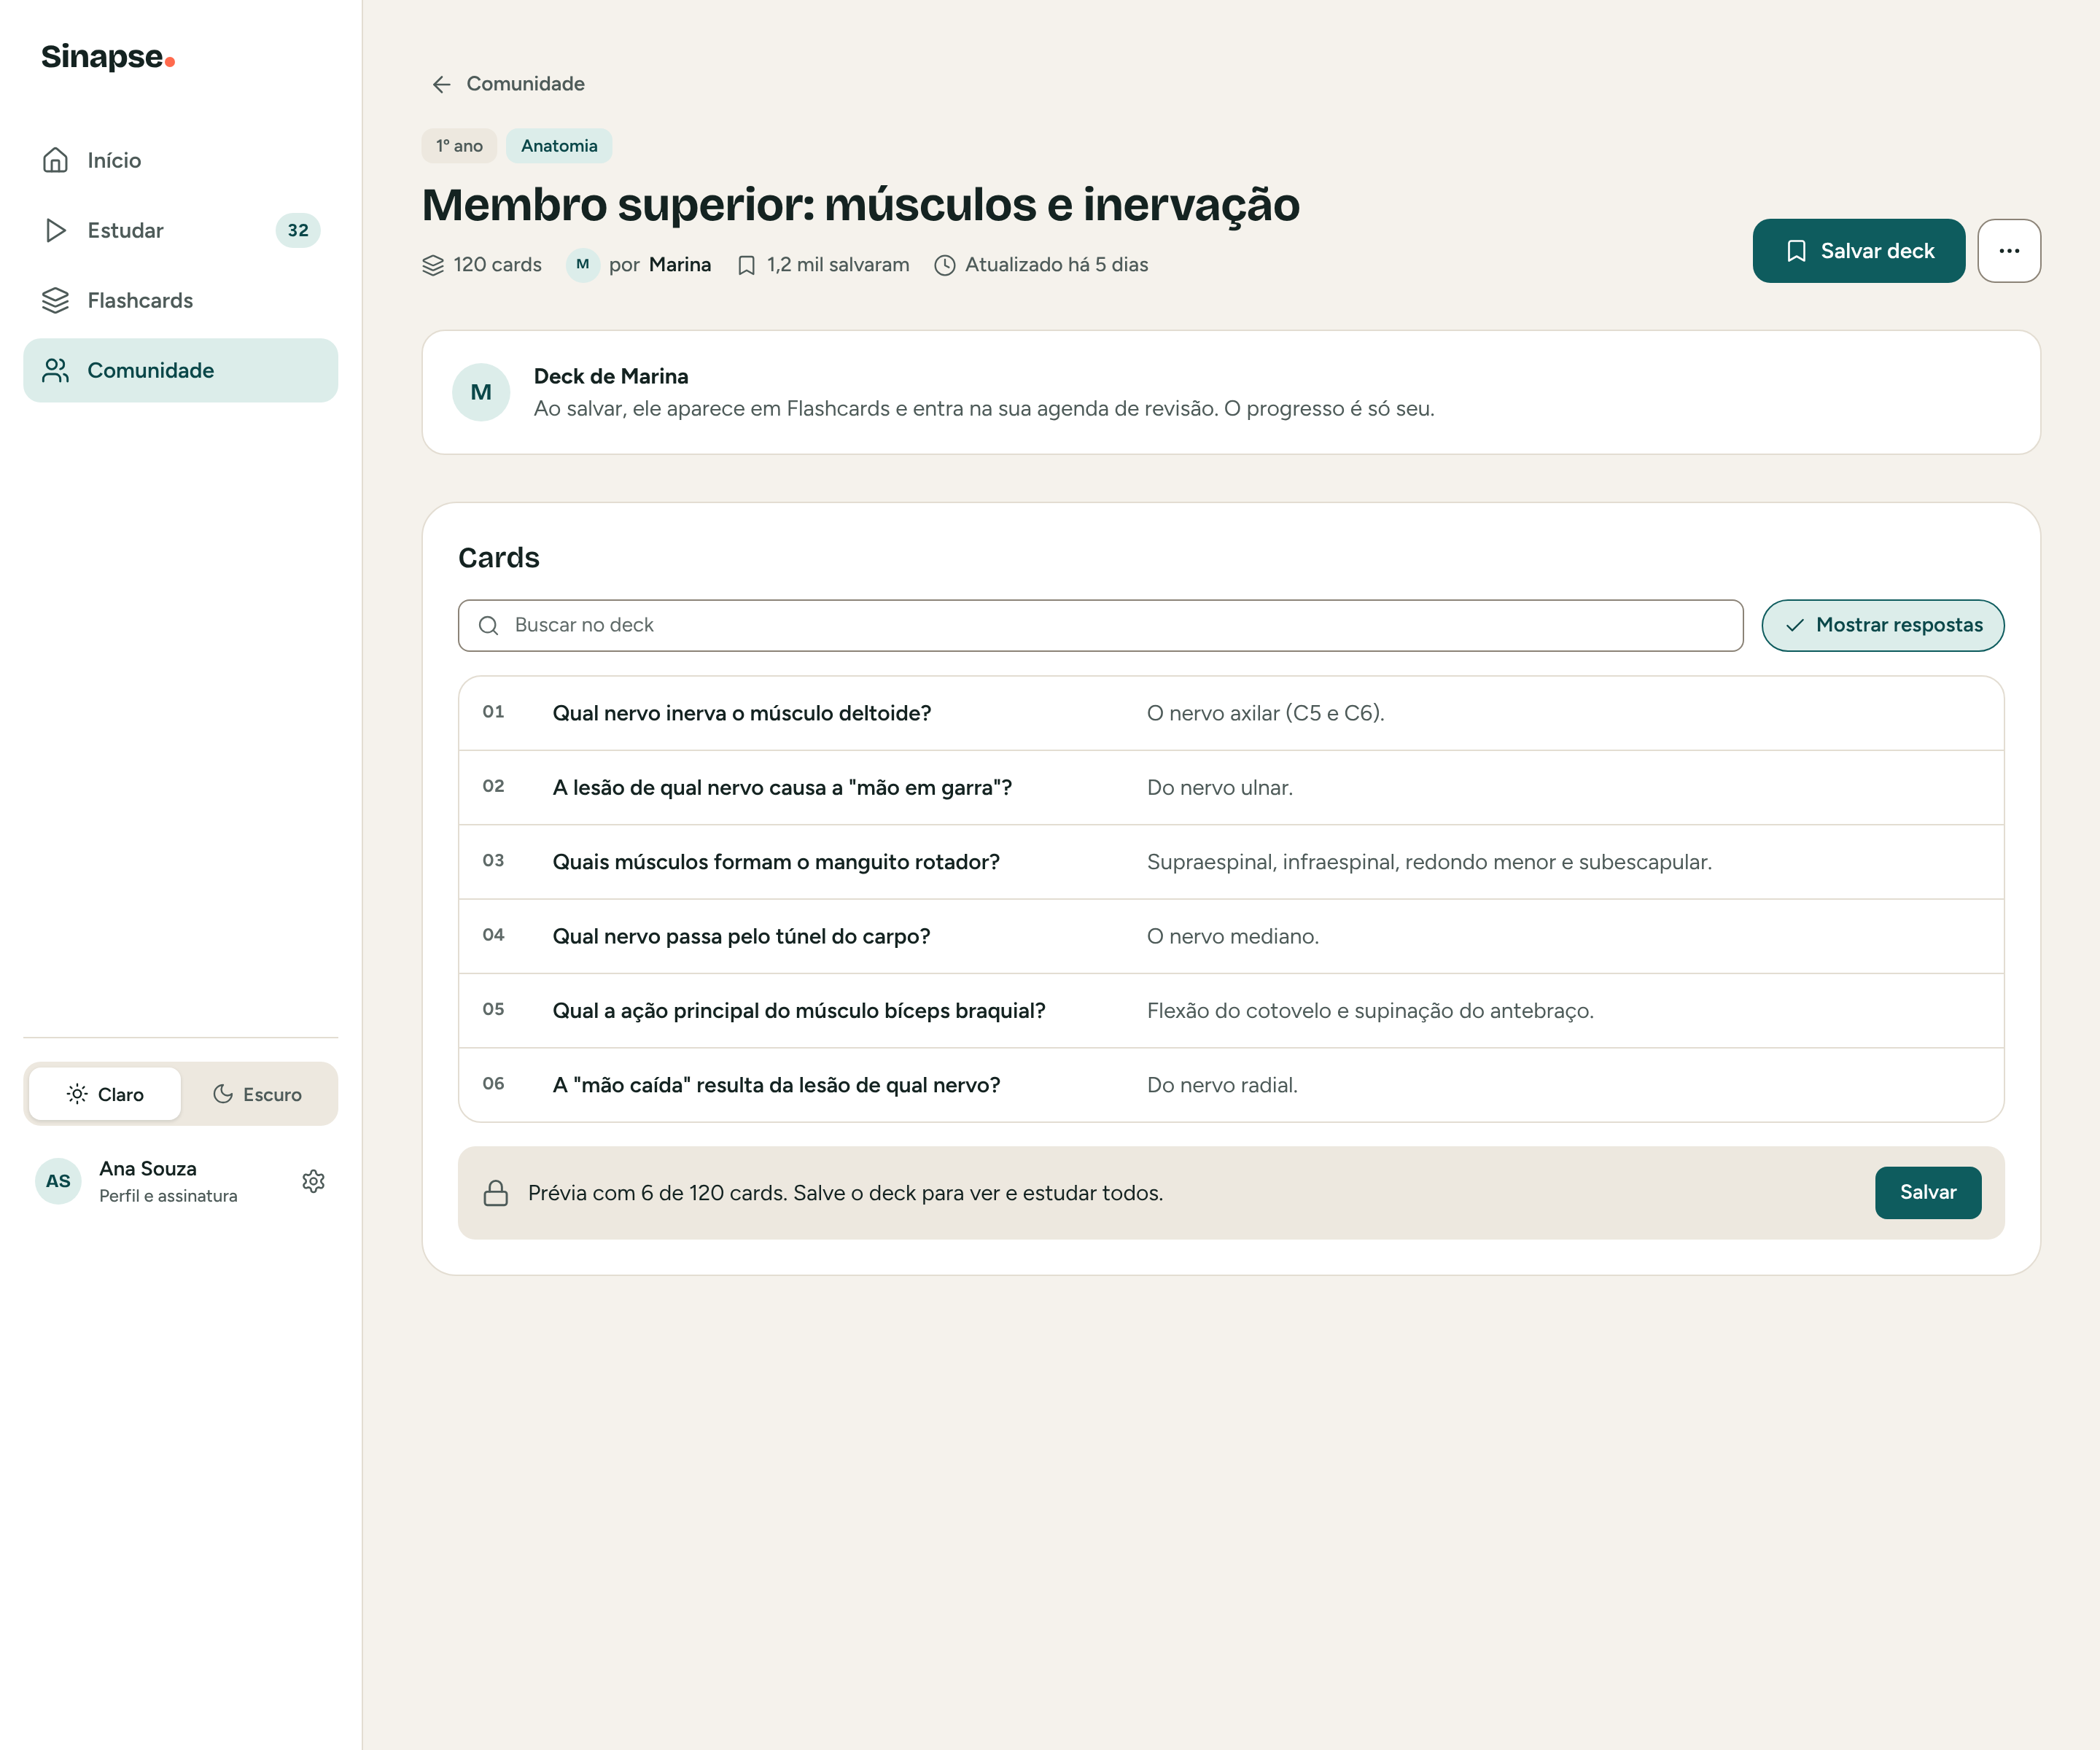 Sinapse.
Início
Estudar 32
Flashcards
Comunidade
Claro Escuro
AS Ana Souza
Perfil e assinatura
Comunidade
1º ano Anatomia
Membro superior: músculos e inervação
120 cards M por Marina 1,2 mil salvaram Atualizado há 5 dias
Salvar deck
M Deck de Marina
Ao salvar, ele aparece em Flashcards e entra na sua agenda de revisão. O progresso é só seu.
Cards
Buscar no deck Mostrar respostas
01 Qual nervo inerva o músculo deltoide? O nervo axilar (C5 e C6).
02 A lesão de qual nervo causa a "mão em garra"? Do nervo ulnar.
03 Quais músculos formam o manguito rotador? Supraespinal, infraespinal, redondo menor e subescapular.
04 Qual nervo passa pelo túnel do carpo? O nervo mediano.
05 Qual a ação principal do músculo bíceps braquial? Flexão do cotovelo e supinação do antebraço.
06 A "mão caída" resulta da lesão de qual nervo? Do nervo radial.
Prévia com 6 de 120 cards. Salve o deck para ver e estudar todos. Salvar